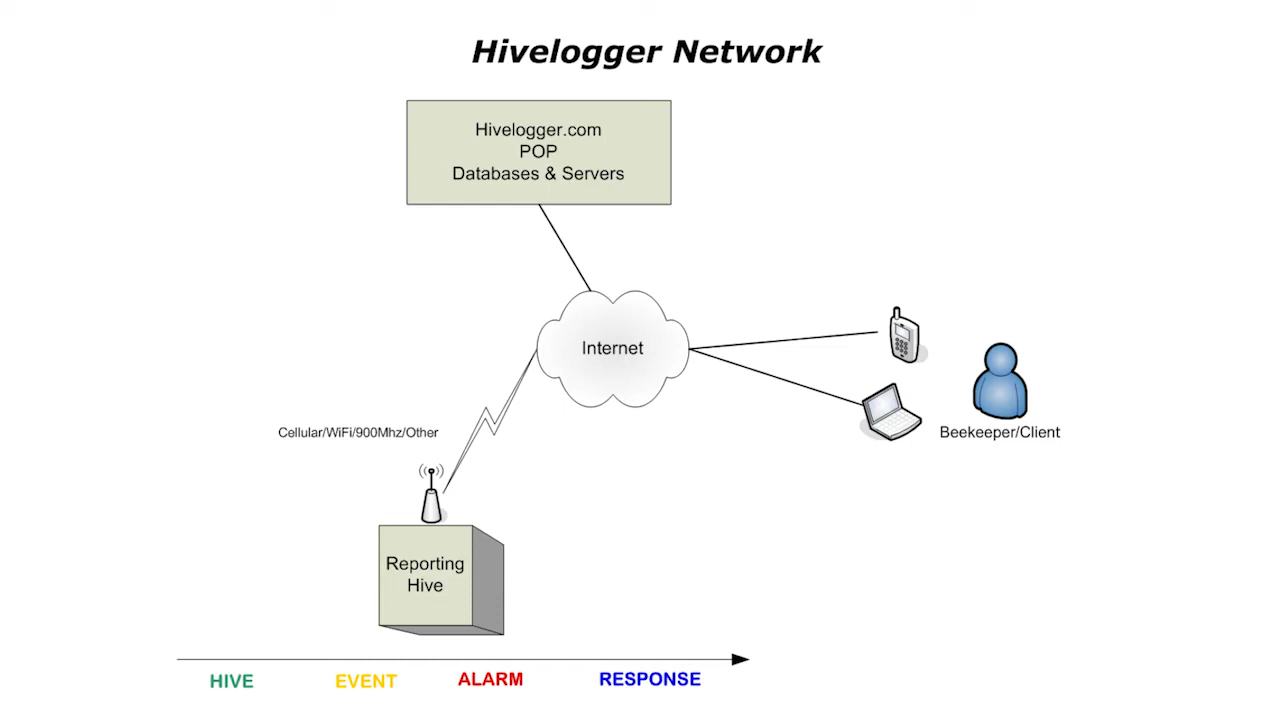 Hivelogger Network
Hivelogger.com
POP
Databases & Servers
Internet
Cellular/WiFi/900Mhz/Other
Beekeeper/Client
Reporting
Hive
HIVE EVENT ALARM RESPONSE